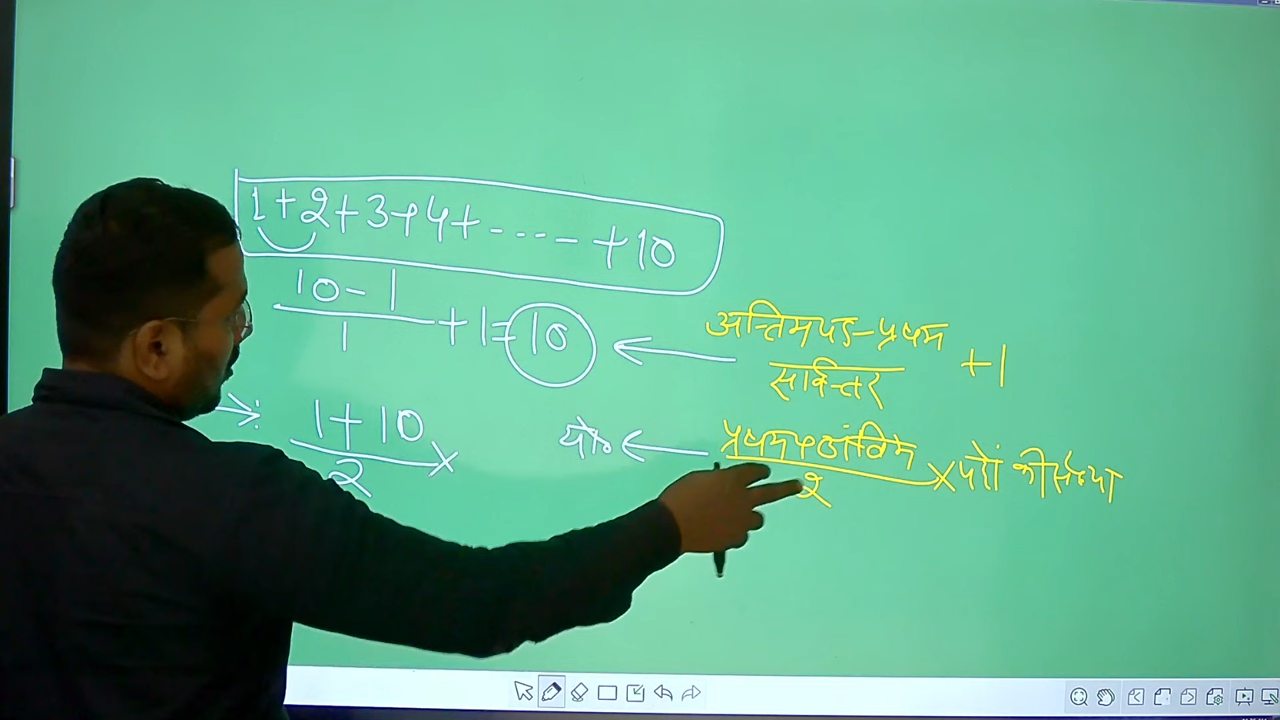 1+2+3+4+-----+10
10-1
1
+1=10
अन्तिमपद-प्रथम
सार्वान्तर
+1
1+10
2
×
यो०
प्रथमपद+अंतिम
2
× पदों की संख्या